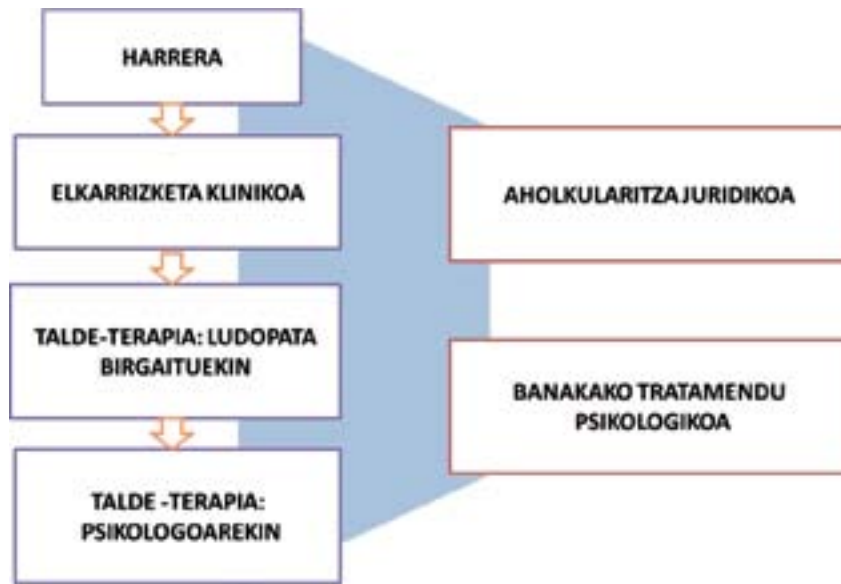 HARRERA
ELKARRIZKETA KLINIKOA
TALDE-TERAPIA: LUDOPATA
BIRGAITUEKIN
TALDE -TERAPIA:
PSIKOLOGOAREKIN
AHOLKULARITZA JURIDIKOA
BANAKAKO TRATAMENDU
PSIKOLOGIKOA